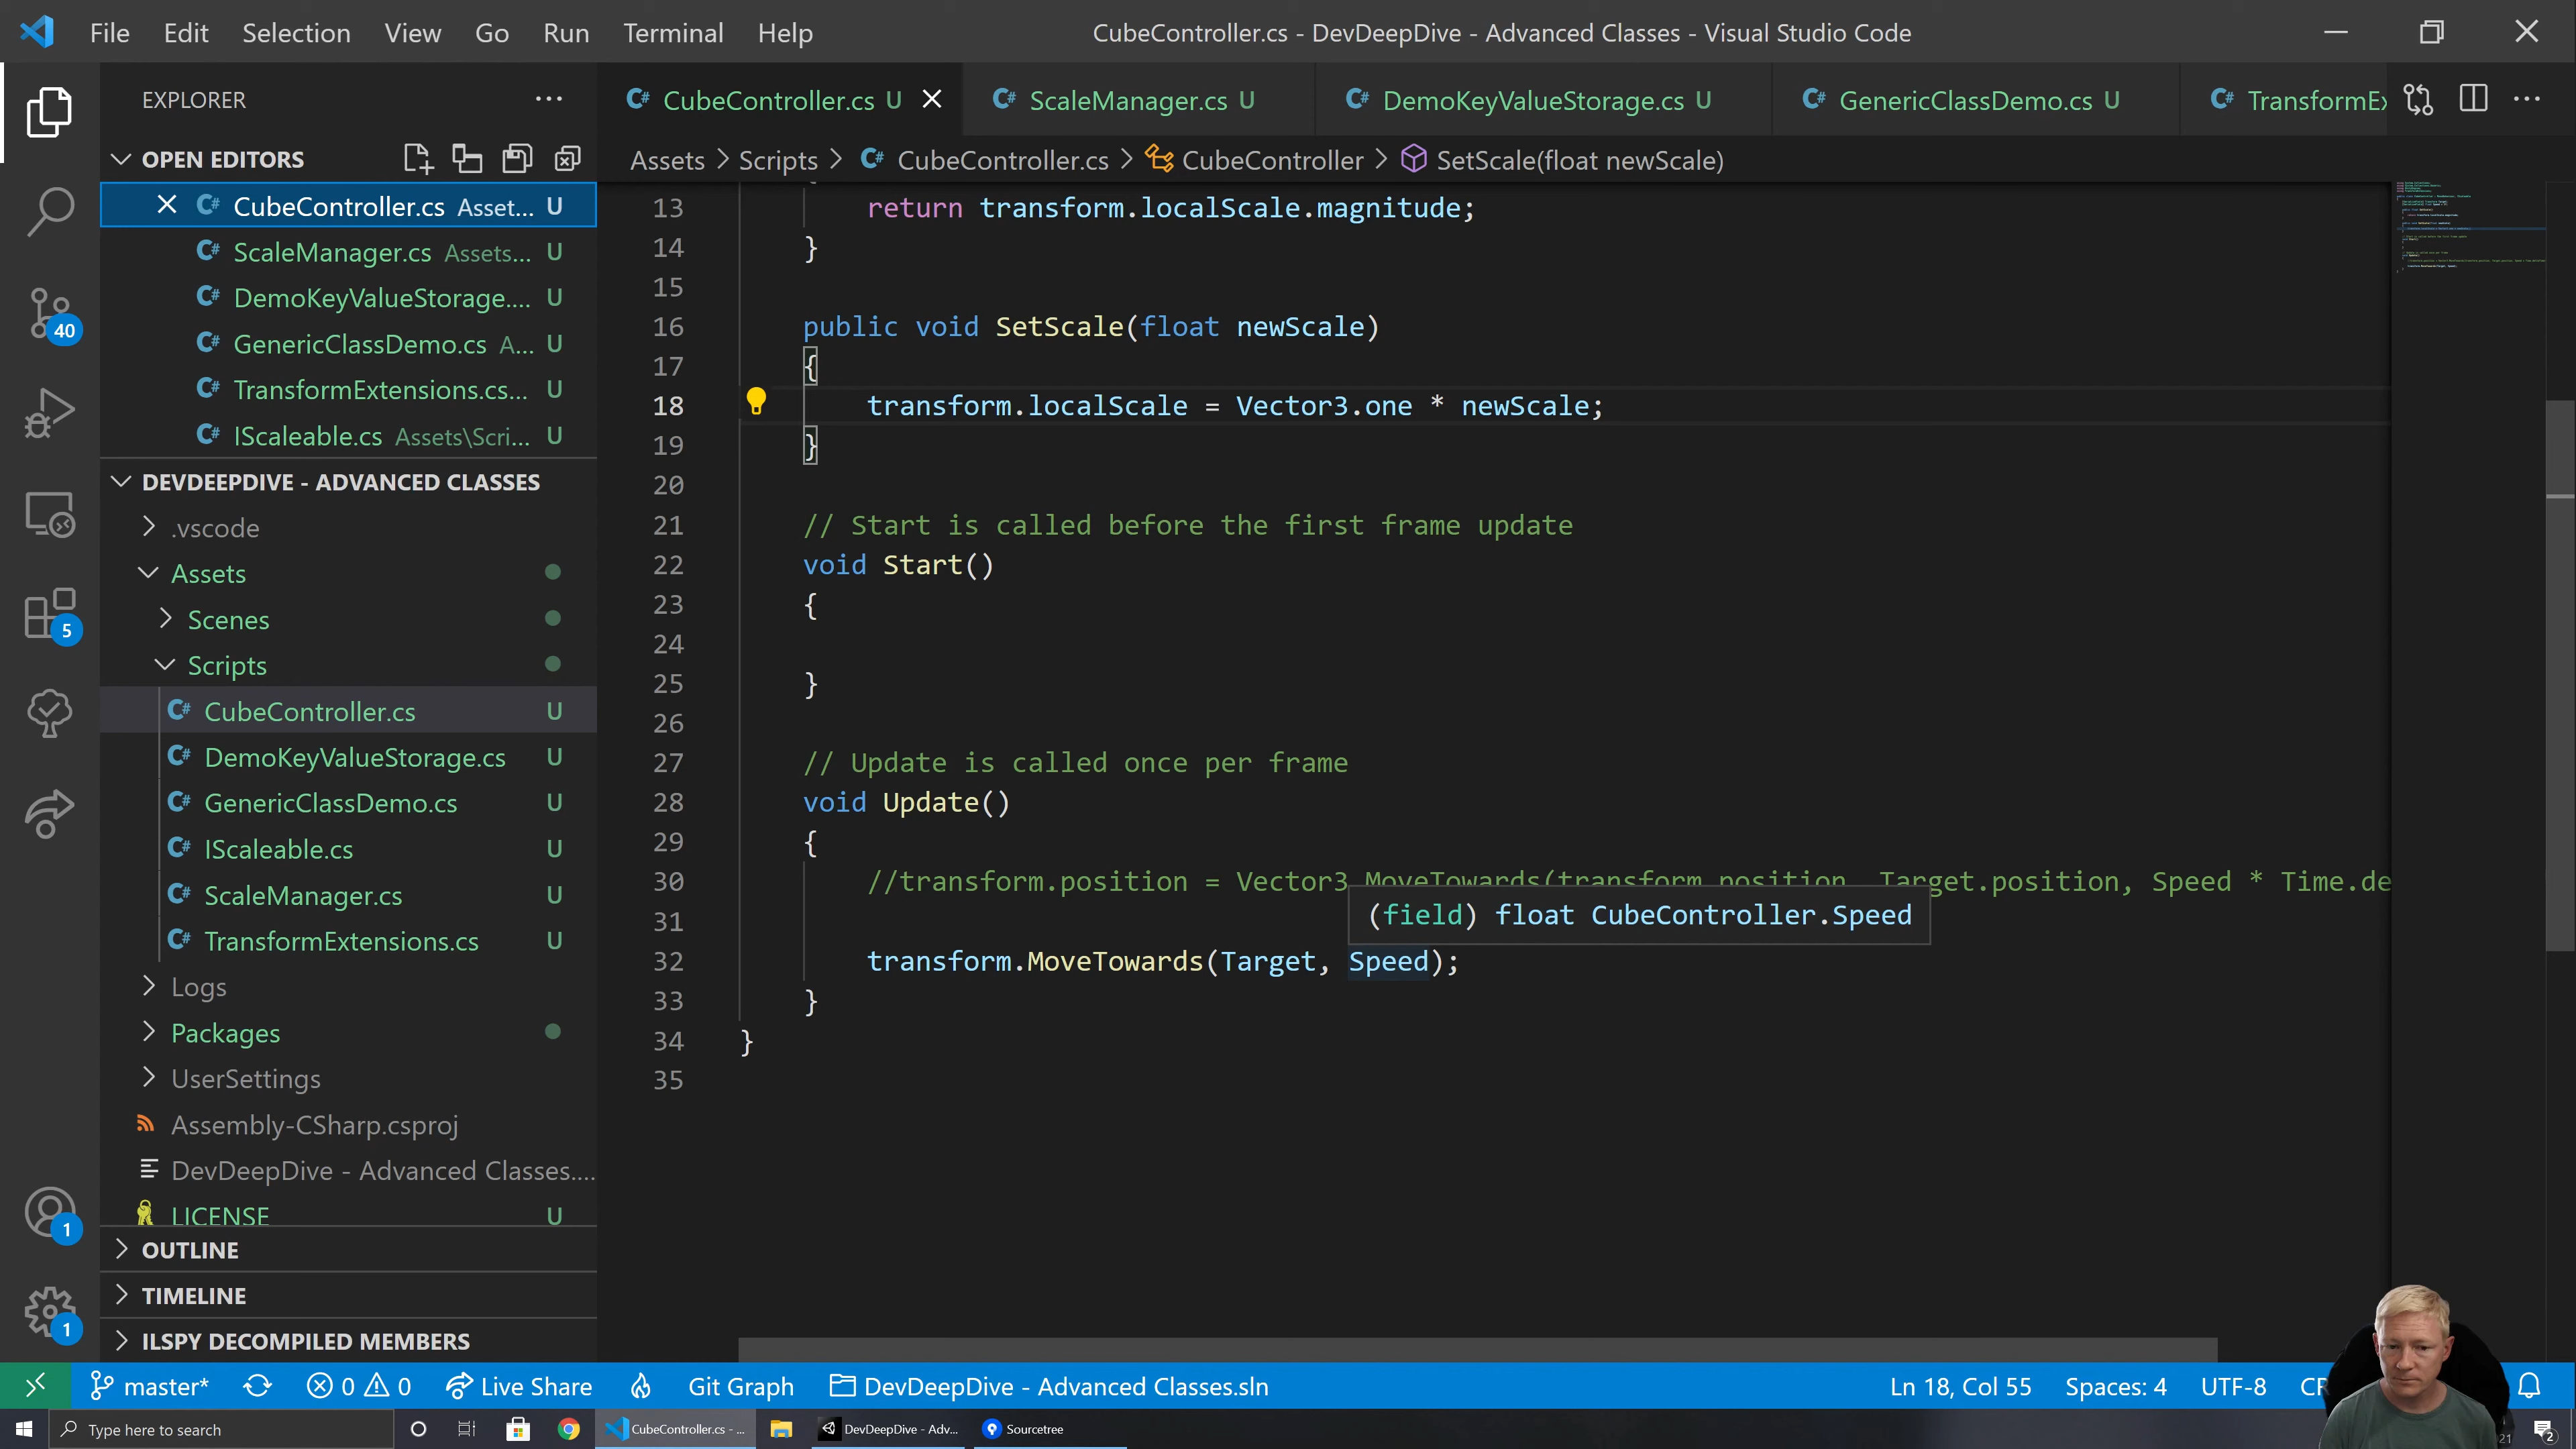 File Edit Selection View Go Run Terminal Help
CubeController.cs - DevDeepDive - Advanced Classes - Visual Studio Code
EXPLORER
OPEN EDITORS
CubeController.cs Asset... U
ScaleManager.cs Assets... U
DemoKeyValueStorage.... U
GenericClassDemo.cs A... U
TransformExtensions.cs... U
IScaleable.cs Assets\Scri... U
DEVDEEPDIVE - ADVANCED CLASSES
.vscode
Assets
Scenes
Scripts
CubeController.cs U
DemoKeyValueStorage.cs U
GenericClassDemo.cs U
IScaleable.cs U
ScaleManager.cs U
TransformExtensions.cs U
Logs
Packages
UserSettings
Assembly-CSharp.csproj
DevDeepDive - Advanced Classes....
LICENSE U
OUTLINE
TIMELINE
ILSPY DECOMPILED MEMBERS
40
5
1
1
CubeController.cs U ScaleManager.cs U DemoKeyValueStorage.cs U GenericClassDemo.cs U TransformEx
Assets > Scripts > CubeController.cs > CubeController > SetScale(float newScale)
13 return transform.localScale.magnitude;
14 }
15
16 public void SetScale(float newScale)
17 {
18 transform.localScale = Vector3.one * newScale;
19 }
20
21 // Start is called before the first frame update
22 void Start()
23 {
24
25 }
26
27 // Update is called once per frame
28 void Update()
29 {
30 //transform.position = Vector3.MoveTowards(transform.position, Target.position, Speed * Time.de
(field) float CubeController.Speed
31
32 transform.MoveTowards(Target, Speed);
33 }
34 }
35
master* 0 0 Live Share Git Graph DevDeepDive - Advanced Classes.sln Ln 18, Col 55 Spaces: 4 UTF-8
Type here to search CubeController.cs - ... DevDeepDive - Adv... Sourcetree 21 2